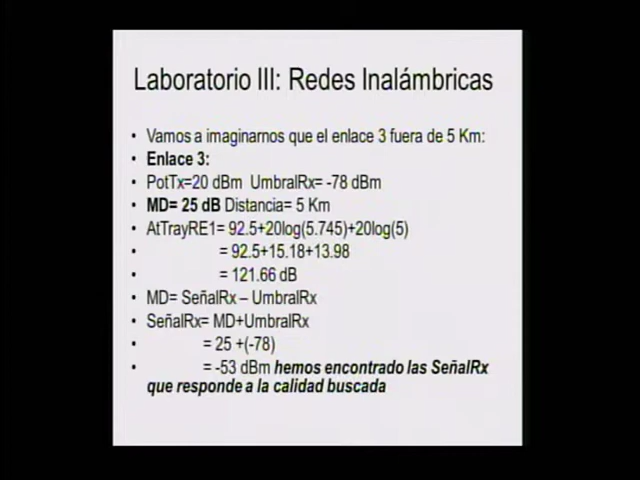 Laboratorio III: Redes Inalámbricas
• Vamos a imaginarnos que el enlace 3 fuera de 5 Km:
• Enlace 3:
• PotTx=20 dBm UmbralRx= -78 dBm
• MD= 25 dB Distancia= 5 Km
• AtTrayRE1= 92.5+20log(5.745)+20log(5)
• = 92.5+15.18+13.98
• = 121.66 dB
• MD= SeñalRx – UmbralRx
• SeñalRx= MD+UmbralRx
• = 25 +(-78)
• = -53 dBm hemos encontrado las SeñalRx
que responde a la calidad buscada